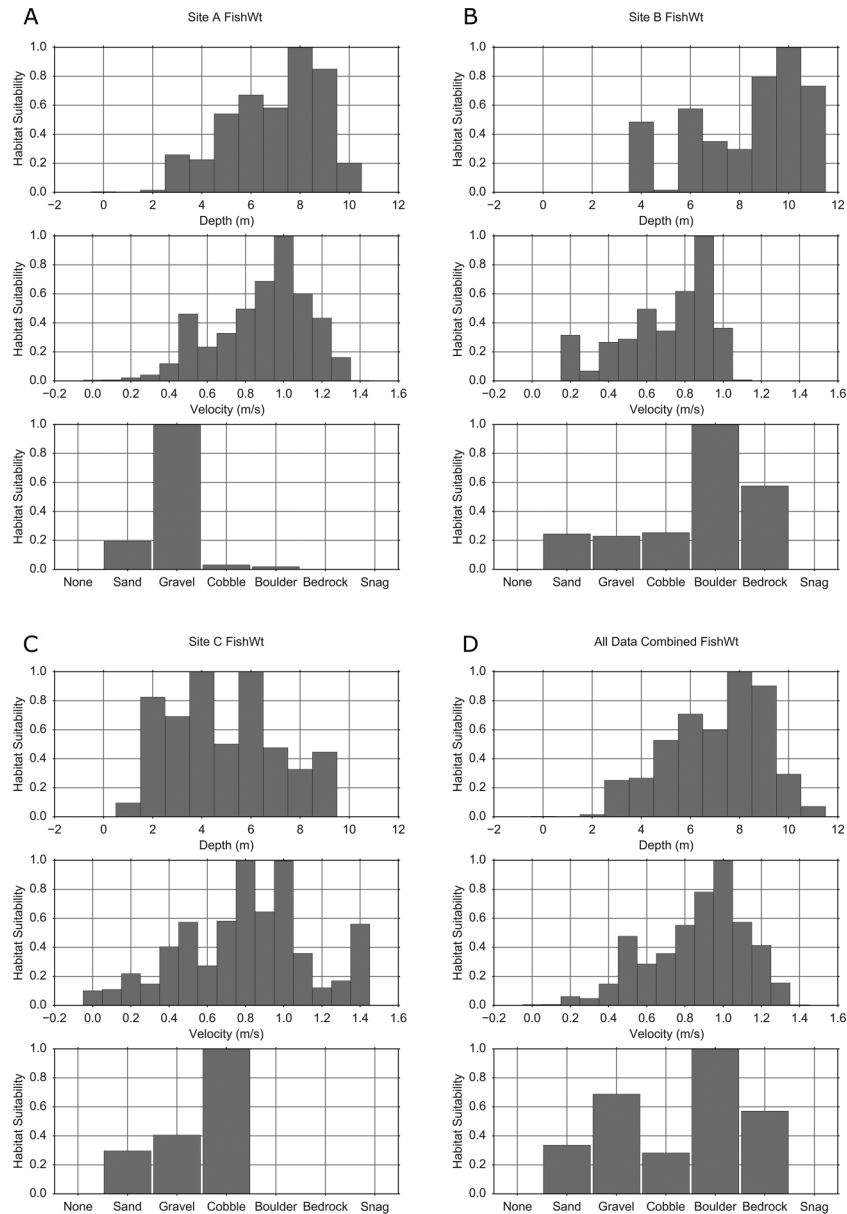 A
Site A FishWt
Habitat Suitability
1.0
0.8
0.6
0.4
0.2
0.0
−2 0 2 4 6 8 10 12
Depth (m)
Habitat Suitability
1.0
0.8
0.6
0.4
0.2
0.0
−0.2 0.0 0.2 0.4 0.6 0.8 1.0 1.2 1.4 1.6
Velocity (m/s)
Habitat Suitability
1.0
0.8
0.6
0.4
0.2
0.0
None Sand Gravel Cobble Boulder Bedrock Snag
B
Site B FishWt
Habitat Suitability
1.0
0.8
0.6
0.4
0.2
0.0
−2 0 2 4 6 8 10 12
Depth (m)
Habitat Suitability
1.0
0.8
0.6
0.4
0.2
0.0
−0.2 0.0 0.2 0.4 0.6 0.8 1.0 1.2 1.4 1.6
Velocity (m/s)
Habitat Suitability
1.0
0.8
0.6
0.4
0.2
0.0
None Sand Gravel Cobble Boulder Bedrock Snag
C
Site C FishWt
Habitat Suitability
1.0
0.8
0.6
0.4
0.2
0.0
−2 0 2 4 6 8 10 12
Depth (m)
Habitat Suitability
1.0
0.8
0.6
0.4
0.2
0.0
−0.2 0.0 0.2 0.4 0.6 0.8 1.0 1.2 1.4 1.6
Velocity (m/s)
Habitat Suitability
1.0
0.8
0.6
0.4
0.2
0.0
None Sand Gravel Cobble Boulder Bedrock Snag
D
All Data Combined FishWt
Habitat Suitability
1.0
0.8
0.6
0.4
0.2
0.0
−2 0 2 4 6 8 10 12
Depth (m)
Habitat Suitability
1.0
0.8
0.6
0.4
0.2
0.0
−0.2 0.0 0.2 0.4 0.6 0.8 1.0 1.2 1.4 1.6
Velocity (m/s)
Habitat Suitability
1.0
0.8
0.6
0.4
0.2
0.0
None Sand Gravel Cobble Boulder Bedrock Snag